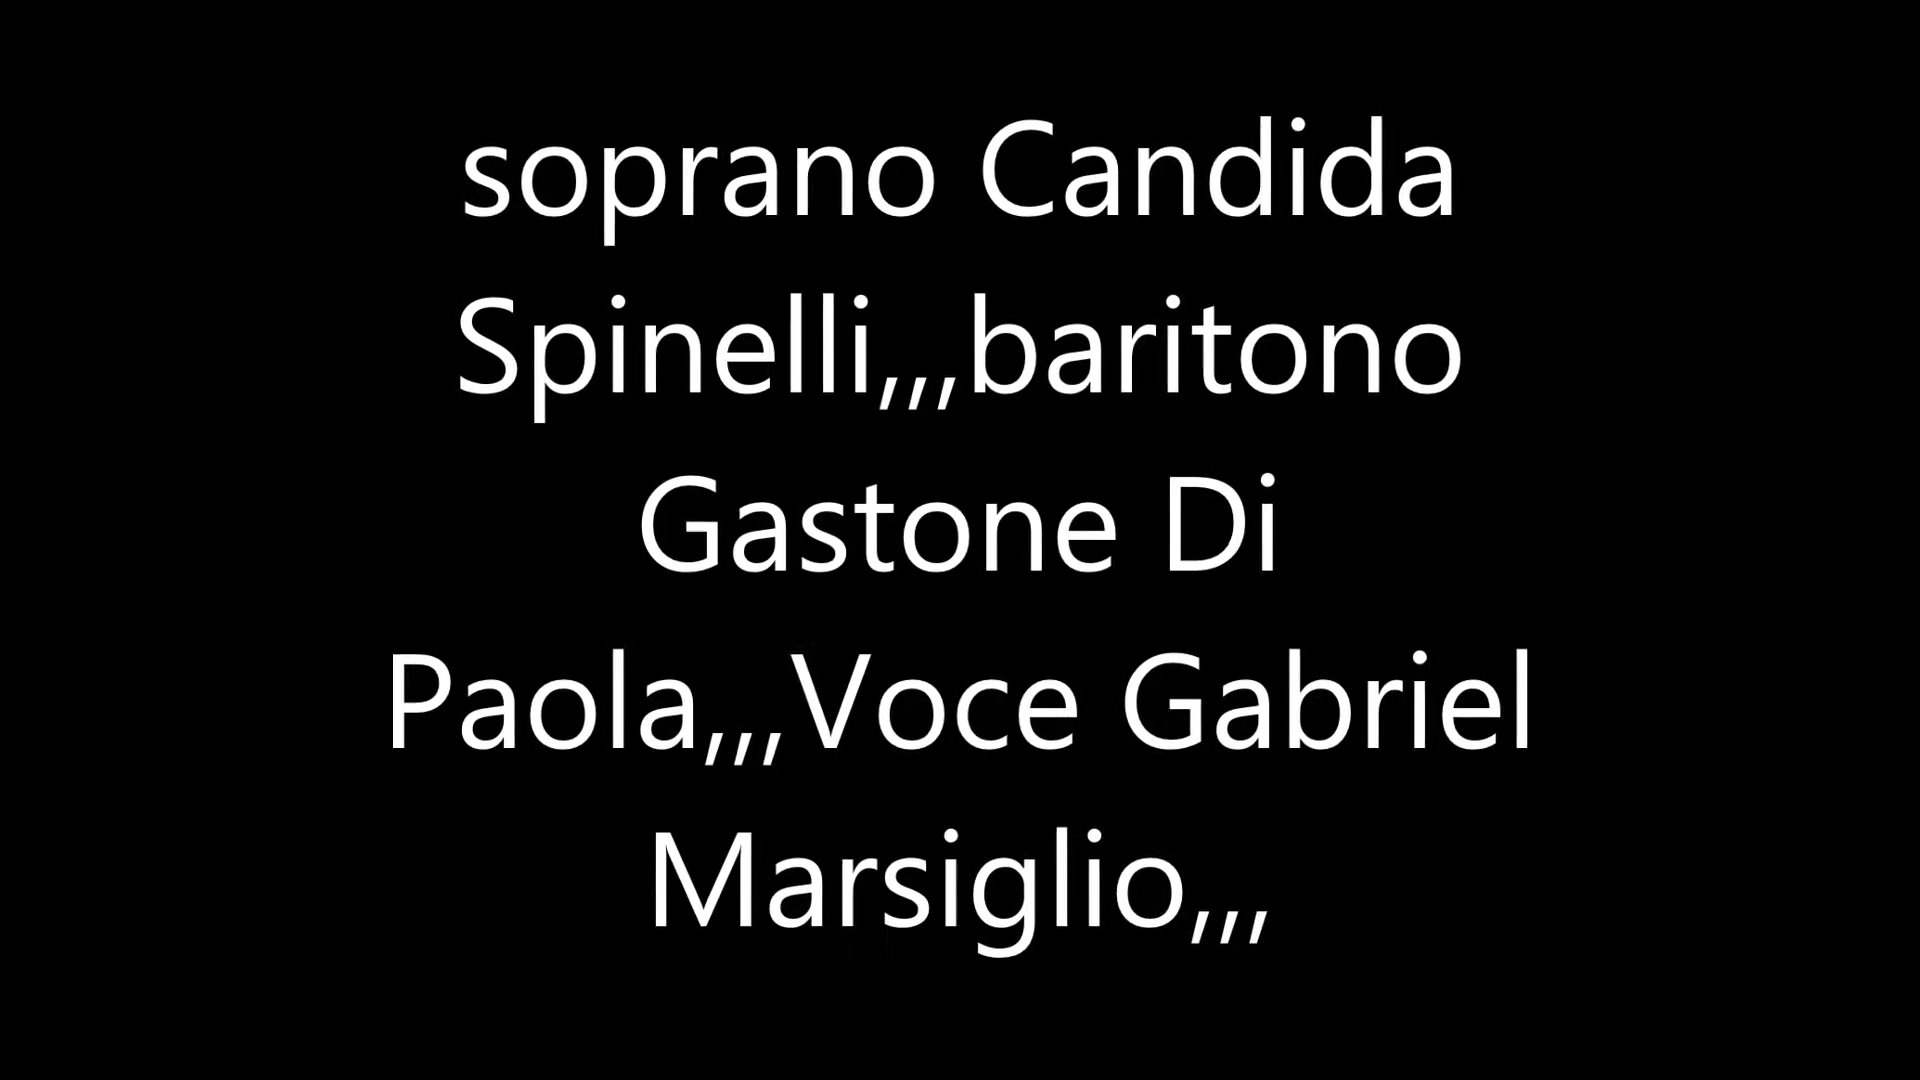 soprano Candida
Spinelli,,,baritono
Gastone Di
Paola,,,Voce Gabriel
Marsiglio,,,